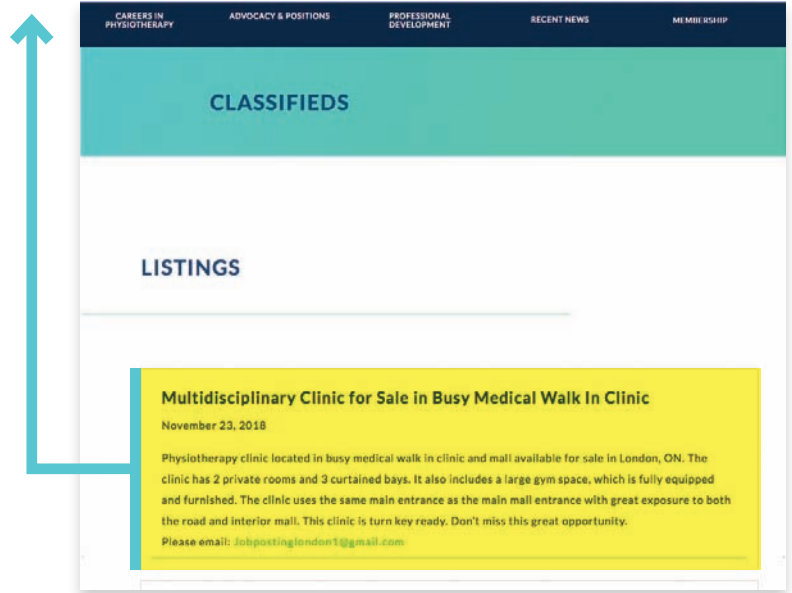 CAREERS IN
PHYSIOTHERAPY
ADVOCACY & POSITIONS
PROFESSIONAL
DEVELOPMENT
RECENT NEWS
MEMBERSHIP
CLASSIFIEDS
LISTINGS
Multidisciplinary Clinic for Sale in Busy Medical Walk In Clinic
November 23, 2018
Physiotherapy clinic located in busy medical walk in clinic and mall available for sale in London, ON. The
clinic has 2 private rooms and 3 curtained bays. It also includes a large gym space, which is fully equipped
and furnished. The clinic uses the same main entrance as the main mall entrance with great exposure to both
the road and interior mall. This clinic is turn key ready. Don't miss this great opportunity.
Please email: Jobpostinglondon1@gmail.com